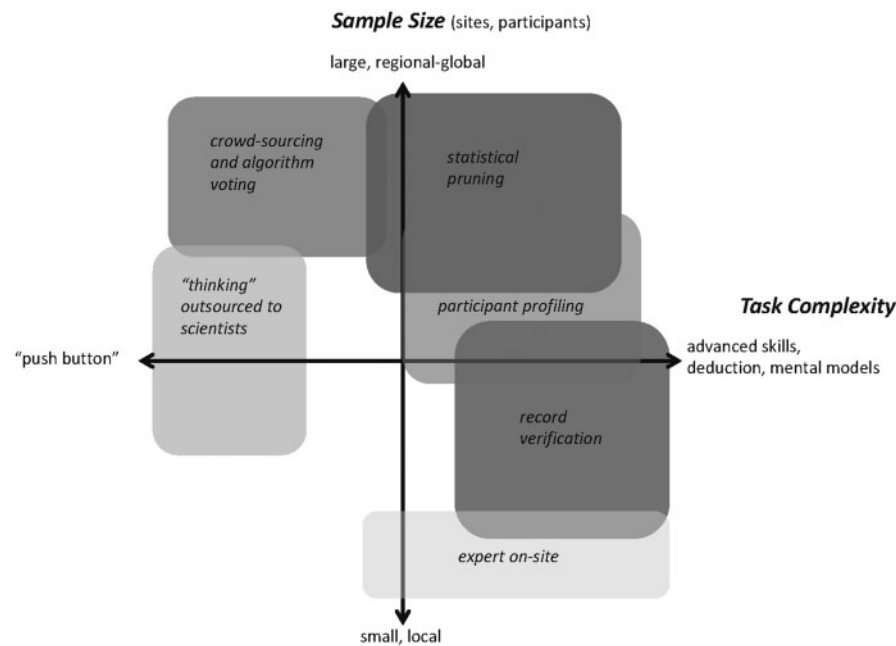 Sample Size (sites, participants)
large, regional-global
crowd-sourcing
and algorithm
voting
statistical
pruning
“thinking”
outsourced to
scientists
participant profiling
Task Complexity
“push button”
advanced skills,
deduction, mental models
record
verification
expert on-site
small, local